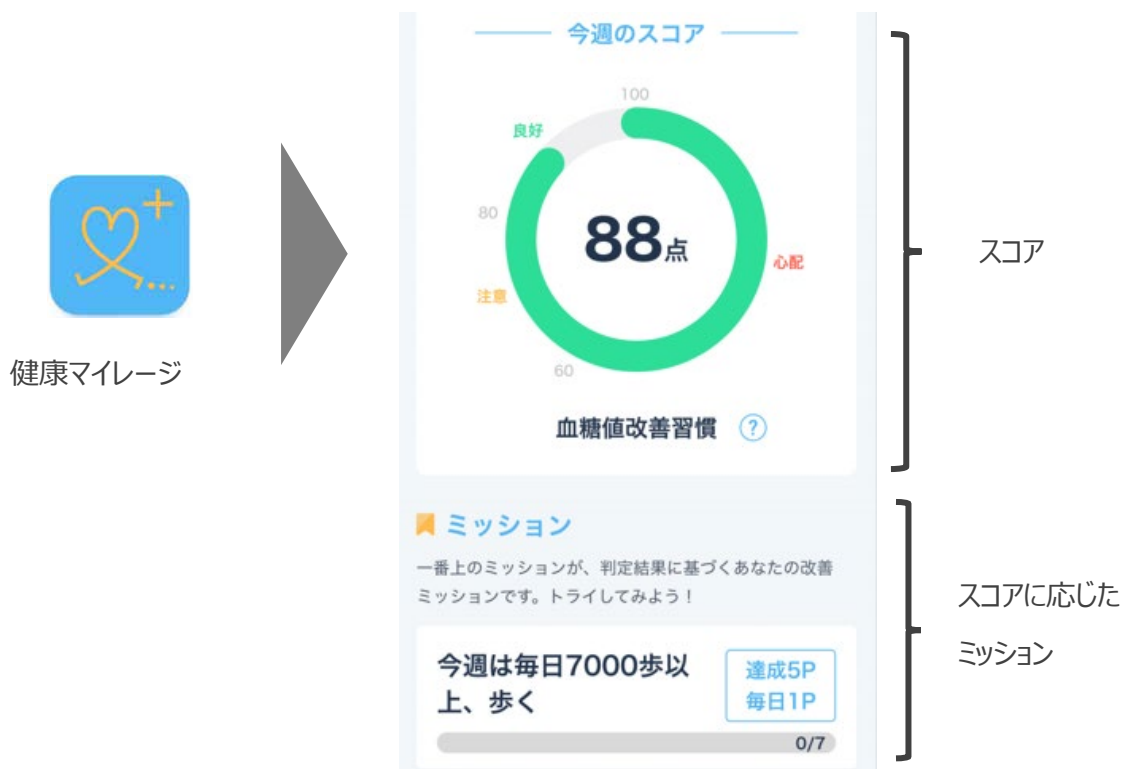 今週のスコア
100
良好
80
88点
心配
注意
60
血糖値改善習慣 ?
健康マイレージ
スコア
ミッション
一番上のミッションが、判定結果に基づくあなたの改善
ミッションです。トライしてみよう！
今週は毎日7000歩以
上、歩く
達成5P
毎日1P
0/7
スコアに応じた
ミッション